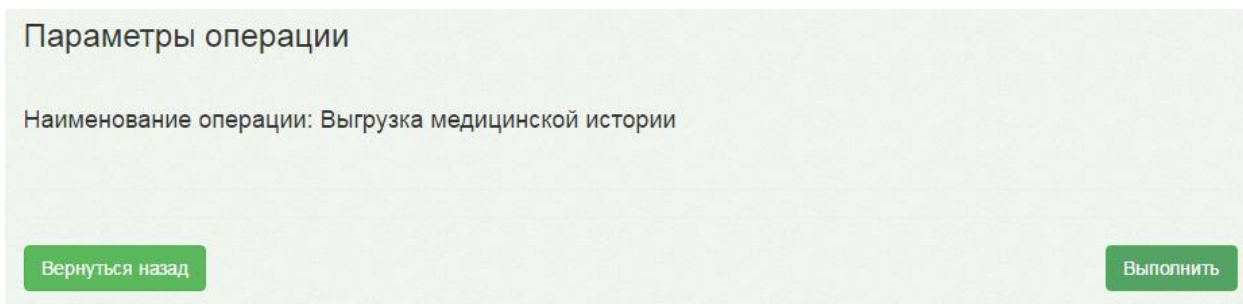 Параметры операции
Наименование операции: Выгрузка медицинской истории
Вернуться назад
Выполнить